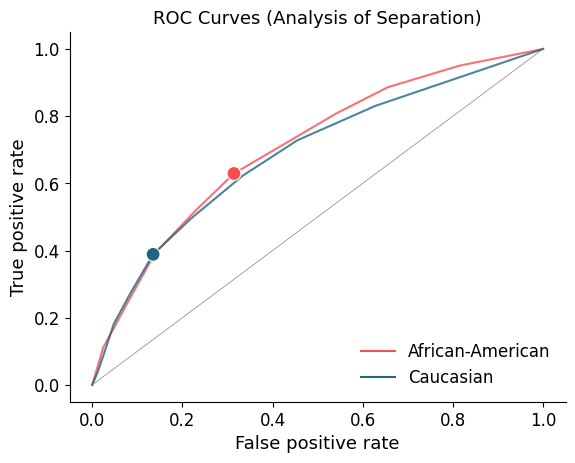 ROC Curves (Analysis of Separation)
True positive rate
1.0
0.8
0.6
0.4
0.2
0.0
African-American
Caucasian
0.0 0.2 0.4 0.6 0.8 1.0
False positive rate